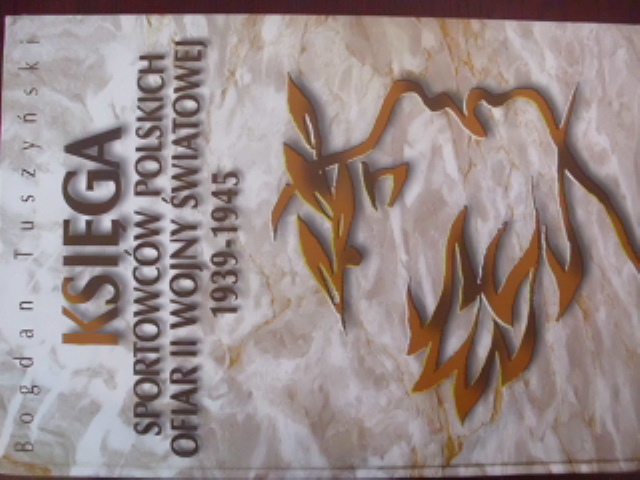 Bogdan Tuszyński
KSIĘGA
SPORTOWCÓW POLSKICH
OFIAR II WOJNY ŚWIATOWEJ
1939-1945